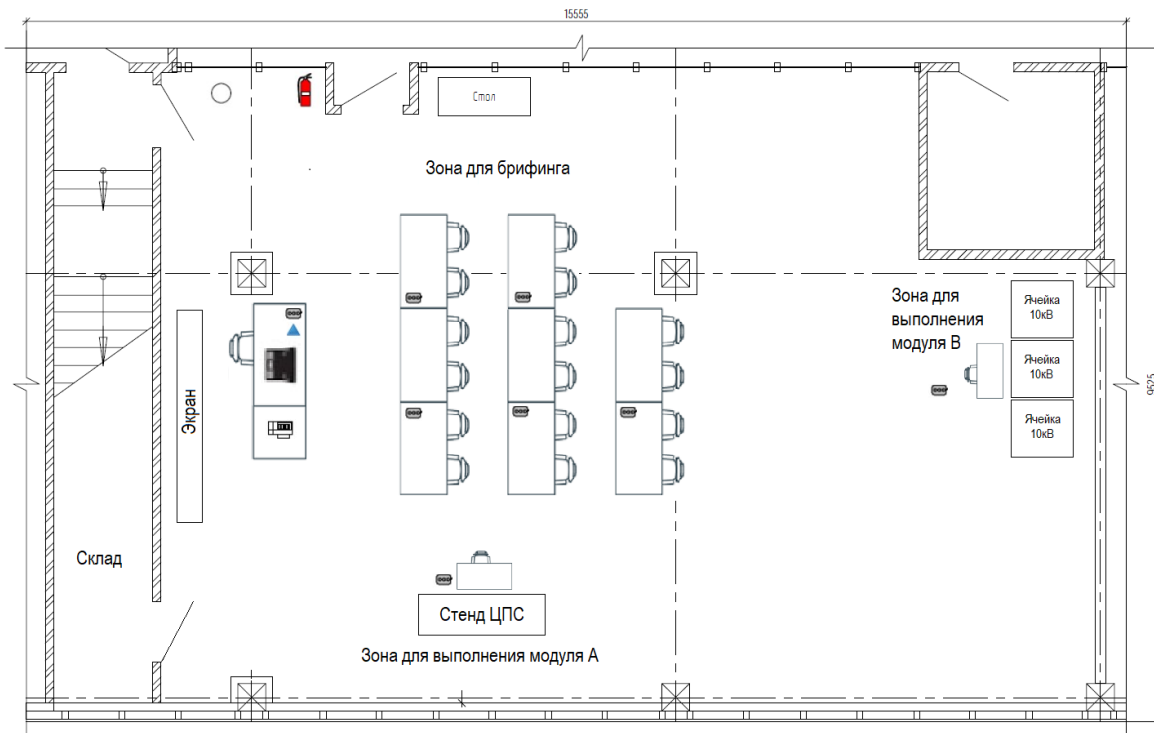 15555
Стол
Зона для брифинга
Зона для
выполнения
модуля В
Ячейка
10кВ
Ячейка
10кВ
Ячейка
10кВ
9625
Экран
Склад
Стенд ЦПС
Зона для выполнения модуля А